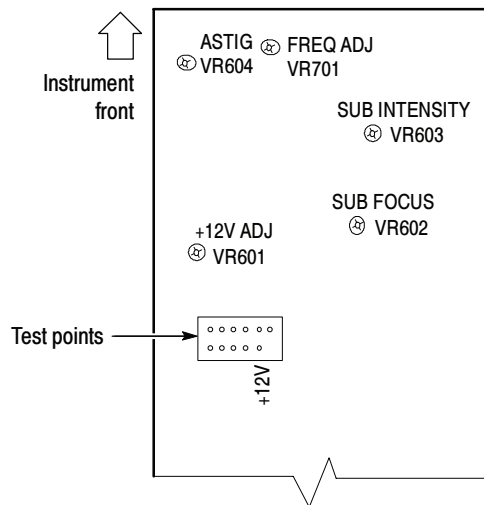 ASTIG
VR604
FREQ ADJ
VR701
Instrument
front
SUB INTENSITY
VR603
SUB FOCUS
VR602
+12V ADJ
VR601
Test points
+12V